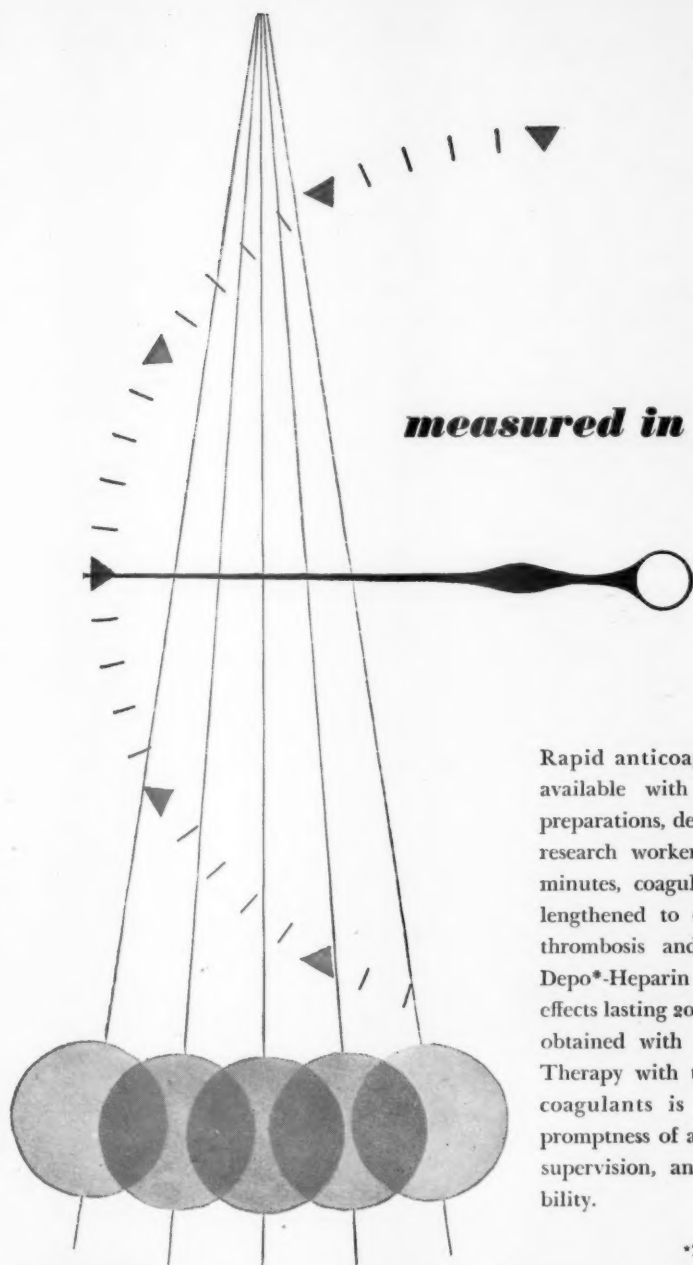 measured in
Rapid anticoa
available with
preparations, de
research worker
minutes, coagul
lengthened to
thrombosis and
Depo*-Heparin
effects lasting 20
obtained with
Therapy with t
coagulants is
promptness of a
supervision, an
bility.